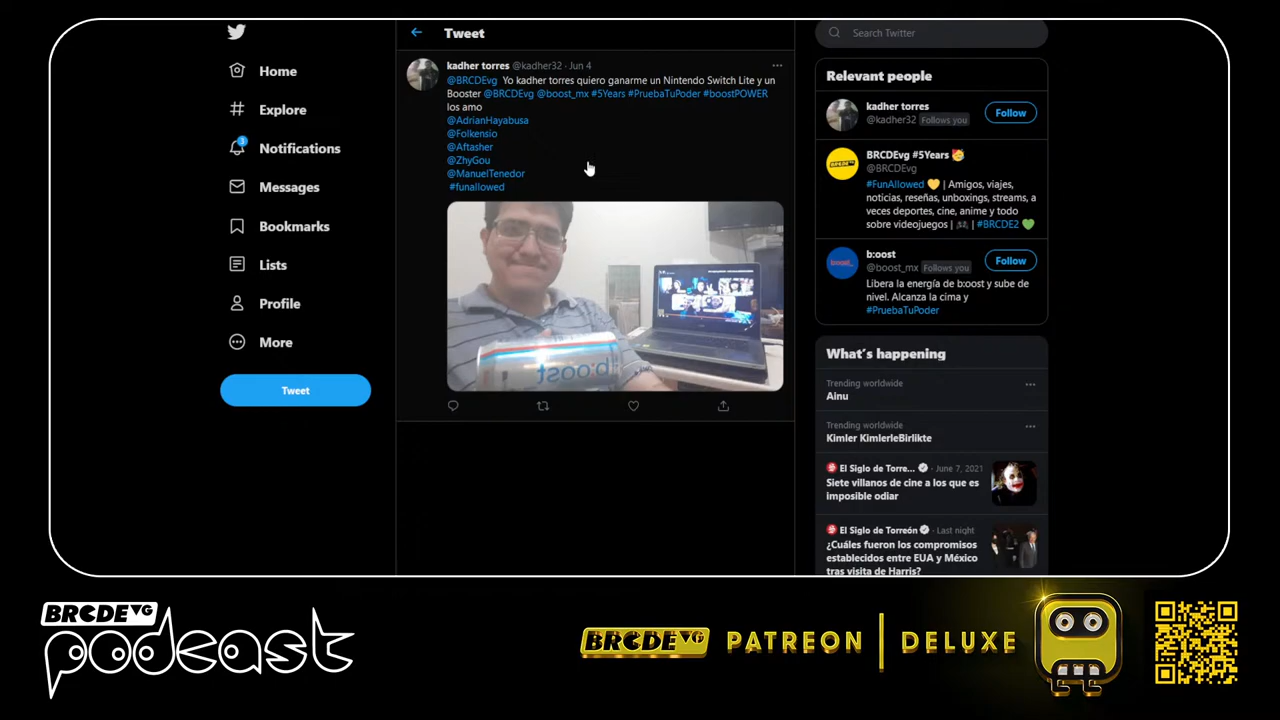 Home
Explore
3
Notifications
Messages
Bookmarks
Lists
Profile
More
Tweet
Tweet
kadher torres @kadher32 · Jun 4
@BRCDEvg Yo kadher torres quiero ganarme un Nintendo Switch Lite y un
Booster @BRCDEvg @boost_mx #5Years #PruebaTuPoder #boostPOWER
los amo
@AdrianHayabusa
@Folkensio
@Aftasher
@ZhyGou
@ManuelTenedor
#funallowed
b:oost
Search Twitter
Relevant people
kadher torres
@kadher32 Follows you
Follow
BRCDEvg #5Years 🥳
@BRCDEvg
#FunAllowed 💛 | Amigos, viajes,
noticias, reseñas, unboxings, streams, a
veces deportes, cine, anime y todo
sobre videojuegos | 🎮 | #BRCDE2 💚
b:oost
@boost_mx Follows you
Follow
Libera la energía de b:oost y sube de
nivel. Alcanza la cima y
#PruebaTuPoder
What's happening
Trending worldwide
Ainu
Trending worldwide
Kimler KimlerleBirlikte
El Siglo de Torre... · June 7, 2021
Siete villanos de cine a los que es
imposible odiar
El Siglo de Torreón · Last night
¿Cuáles fueron los compromisos
establecidos entre EUA y México
tras visita de Harris?
BRCDEVG
podcast
BRCDEVG PATREON | DELUXE